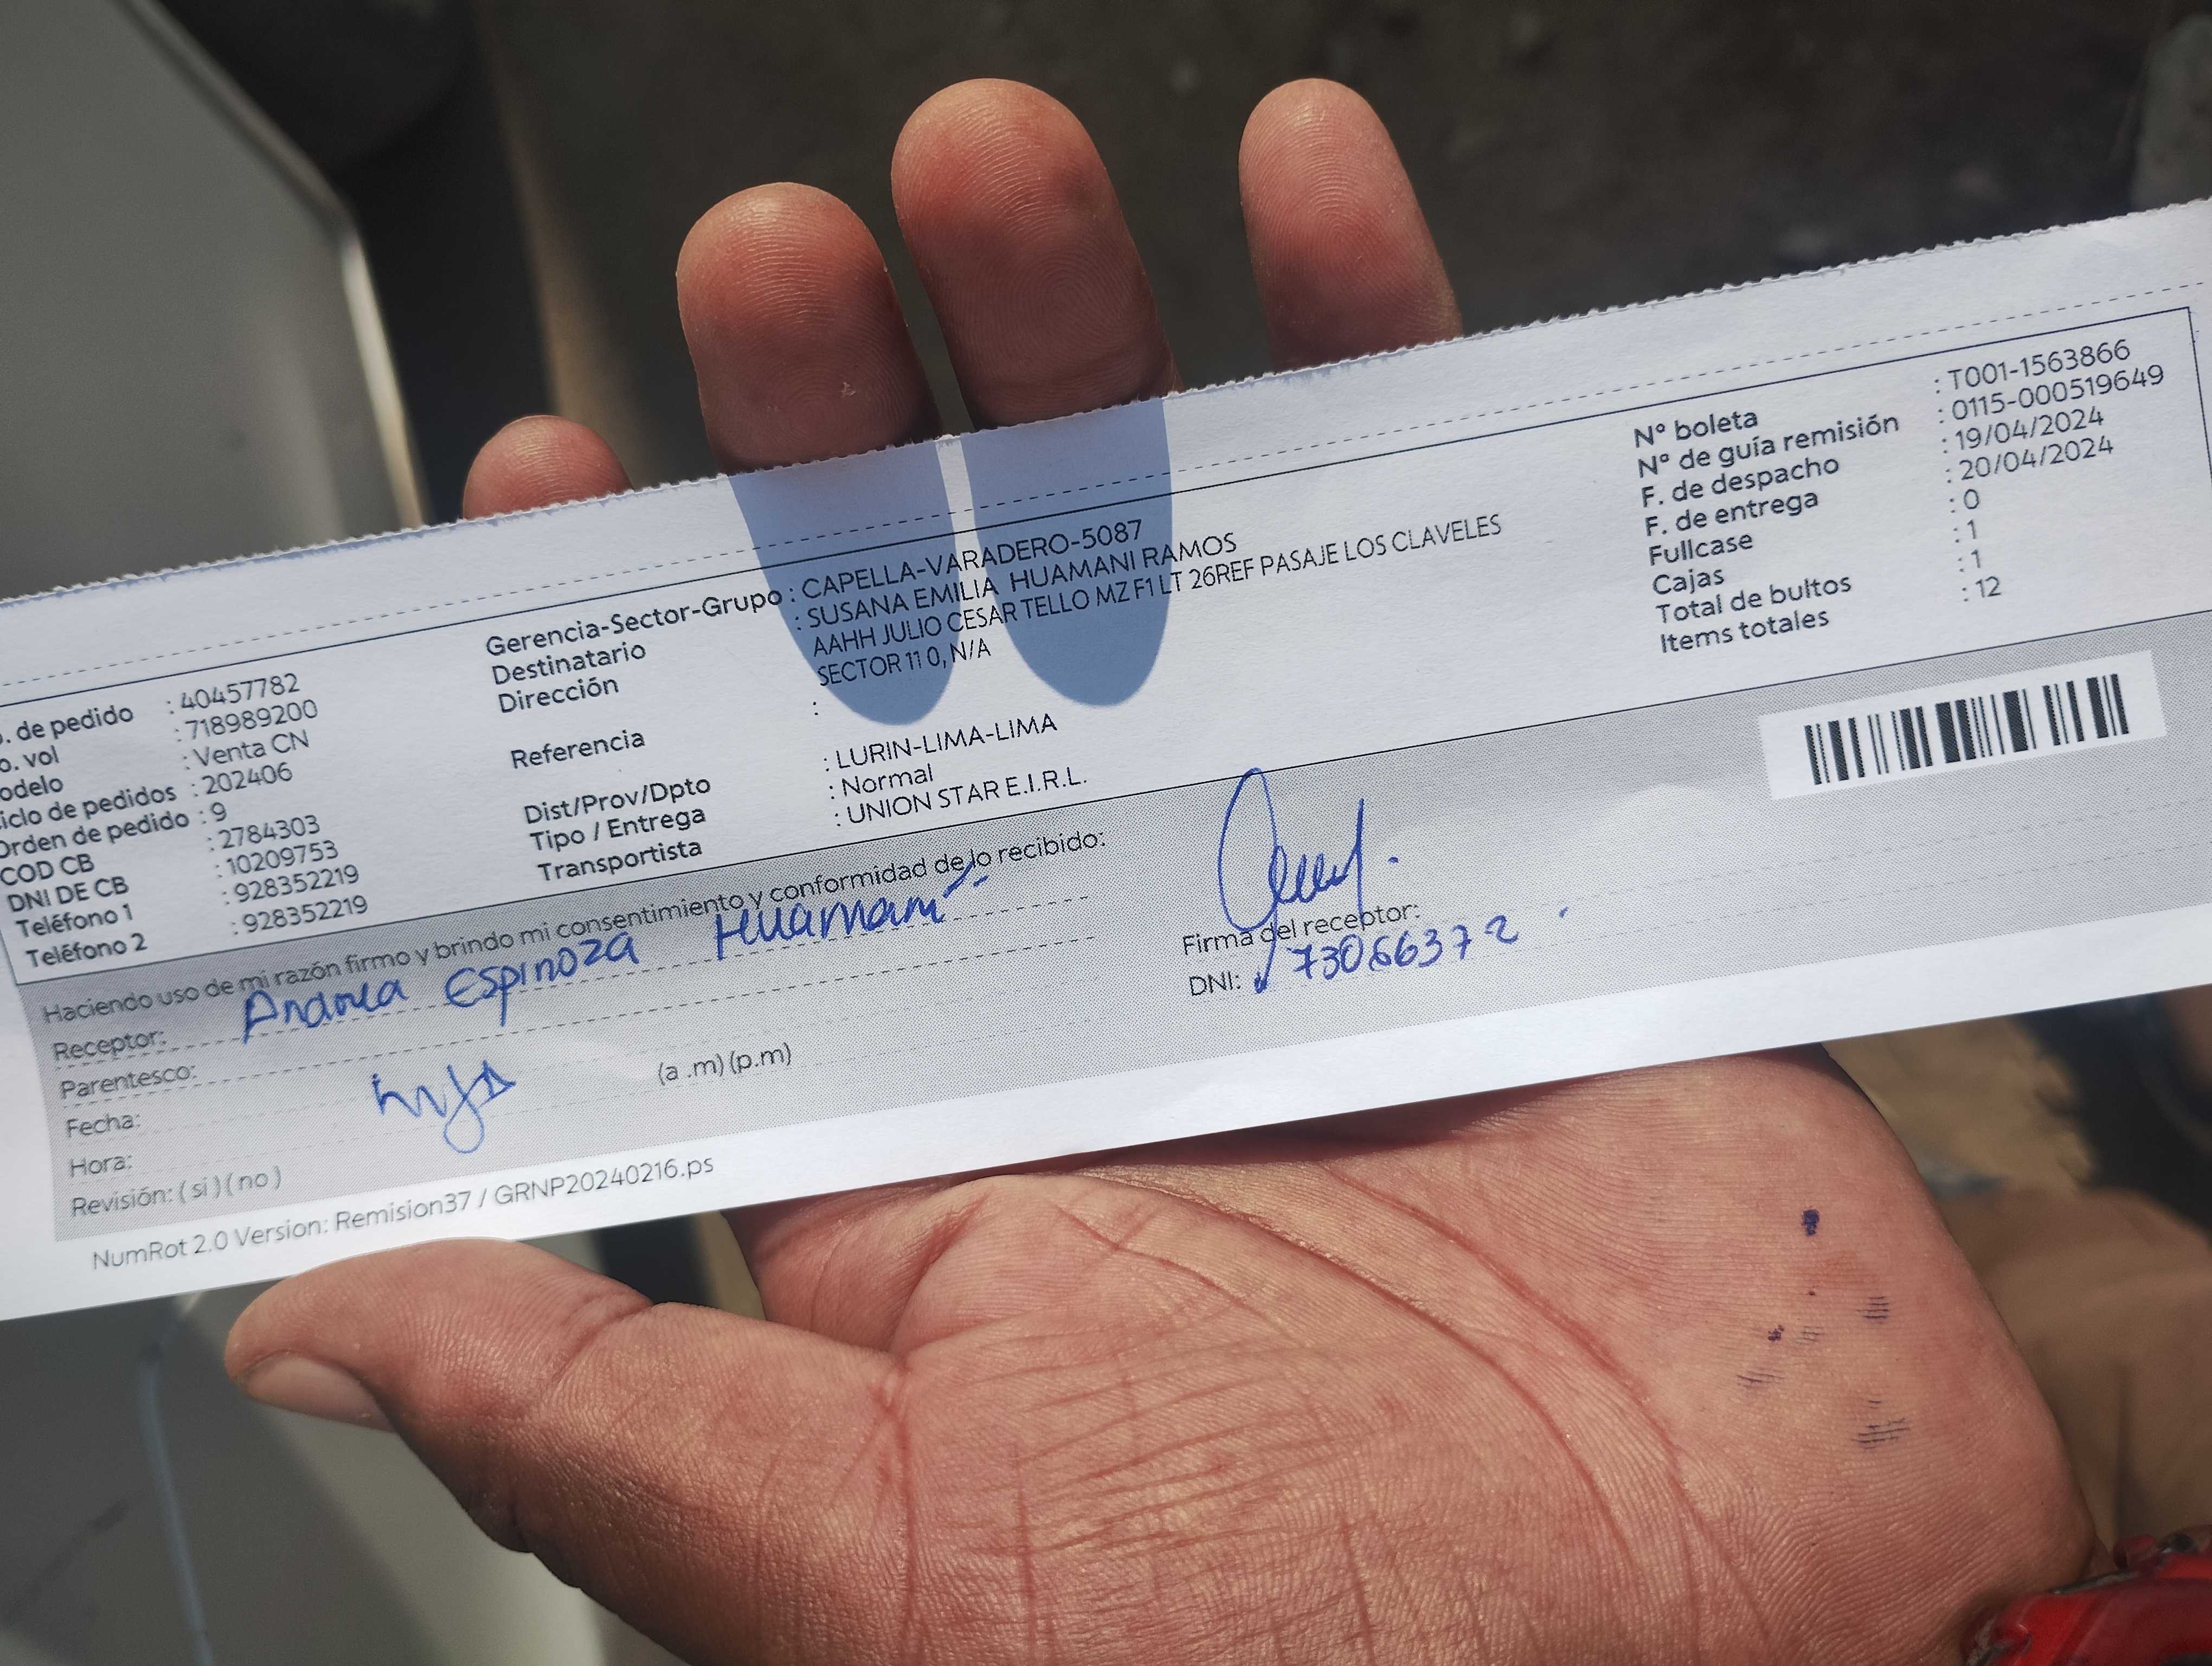 . de pedido : 40457782
o. vol : 718989200
odelo : Venta CN
iclo de pedidos : 202406
Orden de pedido : 9
COD CB : 2784303
DNI DE CB : 10209753
Teléfono 1 : 928352219
Teléfono 2 : 928352219
Gerencia-Sector-Grupo : CAPELLA-VARADERO-5087
Destinatario : SUSANA EMILIA HUAMANI RAMOS
Dirección : AAHH JULIO CESAR TELLO MZ F1 LT 26REF PASAJE LOS CLAVELES
SECTOR 11 0, N/A
Referencia :
Dist/Prov/Dpto : LURIN-LIMA-LIMA
Tipo / Entrega : Normal
Transportista : UNION STAR E.I.R.L.
N° boleta : T001-1563866
N° de guía remisión : 0115-000519649
F. de despacho : 19/04/2024
F. de entrega : 20/04/2024
Fullcase : 0
Cajas : 1
Total de bultos : 1
Items totales : 12
Haciendo uso de mi razón firmo y brindo mi consentimiento y conformidad de lo recibido:
Receptor: Andrea Espinoza Huamani
Parentesco:
Fecha: hija
Hora: (a .m) (p.m)
Revisión: ( si ) ( no )
Firma del receptor:
DNI:
NumRot 2.0 Version: Remision37 / GRNP20240216.ps